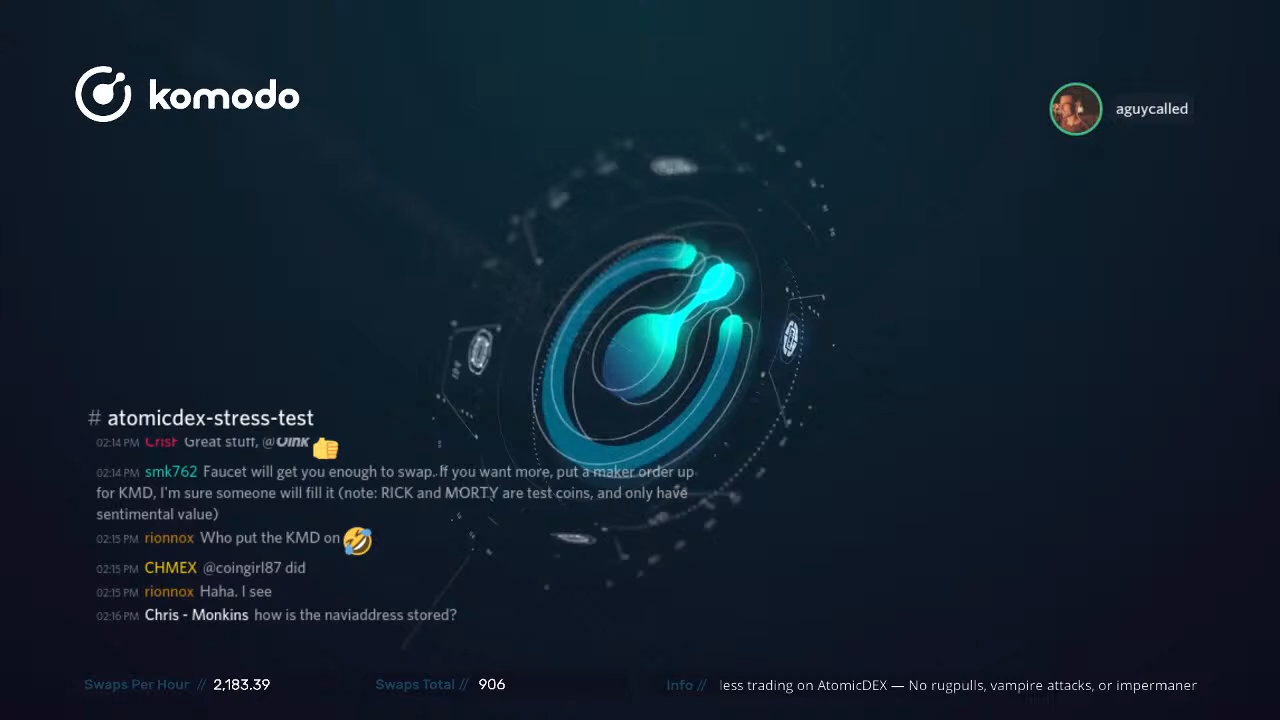 komodo
aguycalled
# atomicdex-stress-test
02:14 PM CrisF Great stuff, @Oink 👍
02:14 PM smk762 Faucet will get you enough to swap. If you want more, put a maker order up
for KMD, I'm sure someone will fill it (note: RICK and MORTY are test coins, and only have
sentimental value)
02:15 PM rionnox Who put the KMD on 🤣
02:15 PM CHMEX @coingirl87 did
02:15 PM rionnox Haha. I see
02:16 PM Chris - Monkins how is the naviaddress stored?
Swaps Per Hour // 2,183.39 Swaps Total // 906 Info // less trading on AtomicDEX — No rugpulls, vampire attacks, or impermaner